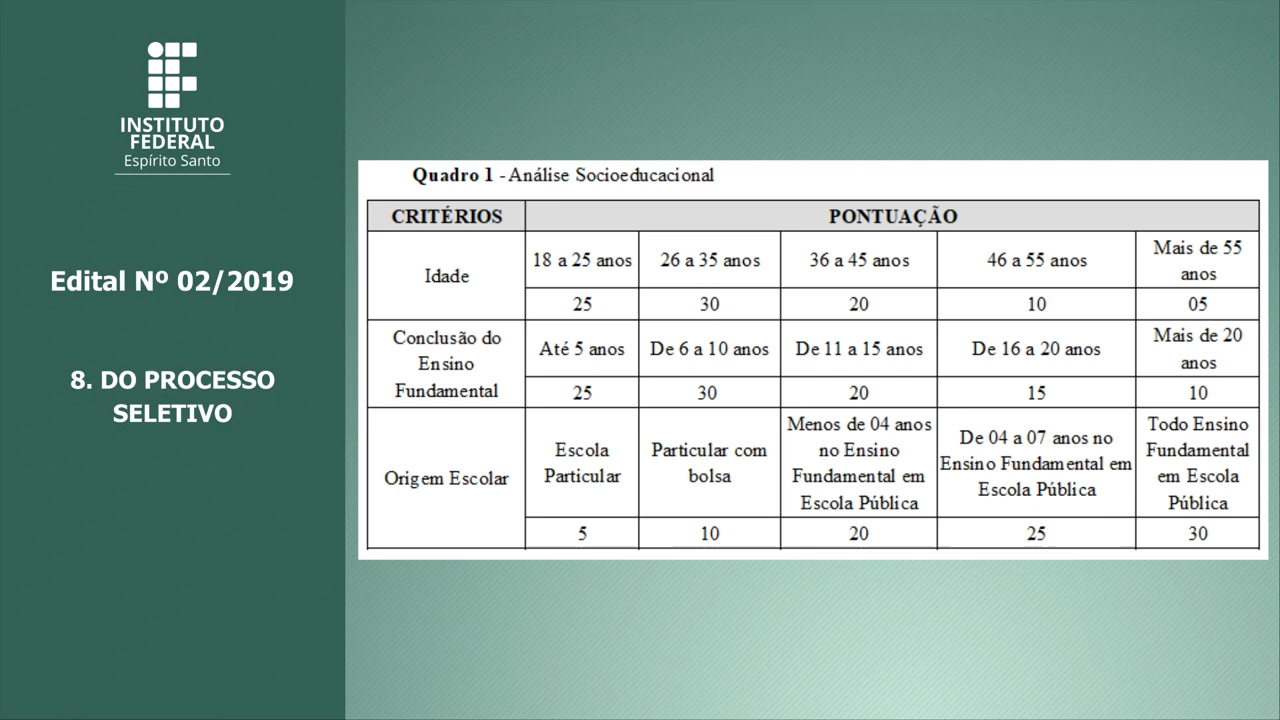 INSTITUTO
FEDERAL
Espírito Santo
Edital Nº 02/2019
8. DO PROCESSO
SELETIVO
Quadro 1 - Análise Socioeducacional
CRITÉRIOS PONTUAÇÃO
Idade
18 a 25 anos 26 a 35 anos 36 a 45 anos 46 a 55 anos Mais de 55
anos
25 30 20 10 05
Conclusão do
Ensino
Fundamental
Até 5 anos De 6 a 10 anos De 11 a 15 anos De 16 a 20 anos Mais de 20
anos
25 30 20 15 10
Origem Escolar
Escola
Particular
Particular com
bolsa
Menos de 04 anos
no Ensino
Fundamental em
Escola Pública
De 04 a 07 anos no
Ensino Fundamental em
Escola Pública
Todo Ensino
Fundamental
em Escola
Pública
5 10 20 25 30